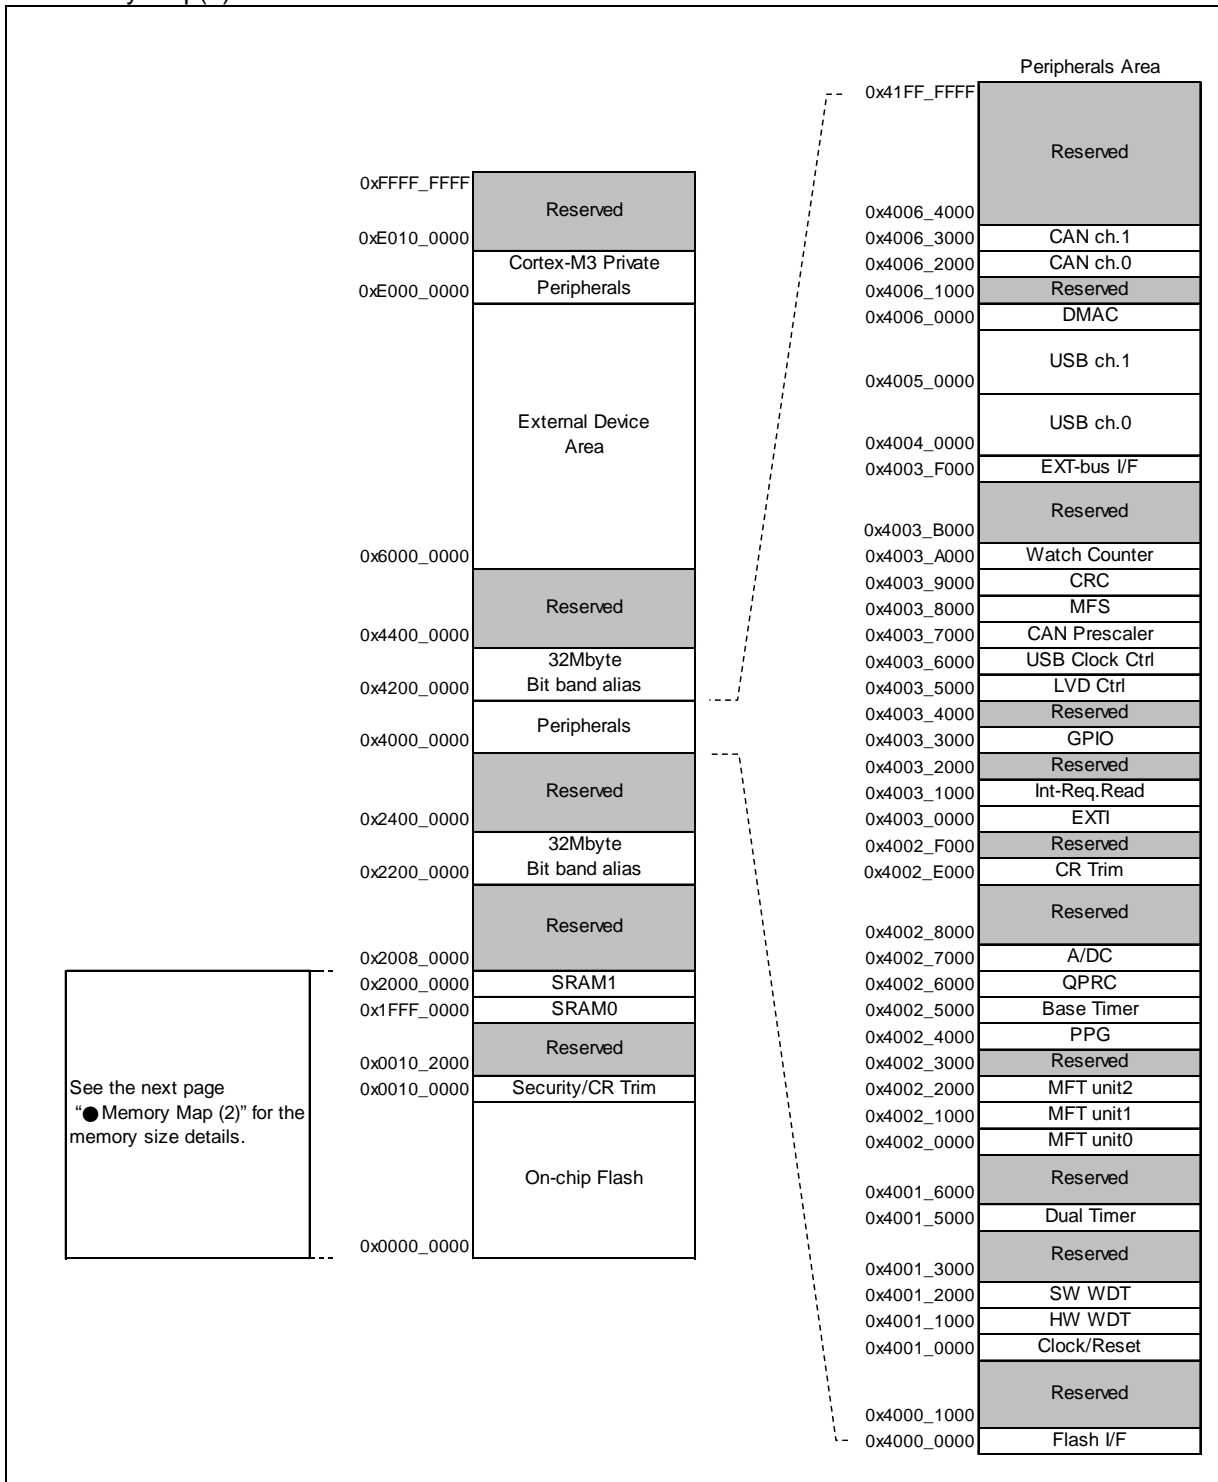 Peripherals Area
0x41FF_FFFF
Reserved
0x4006_4000
0x4006_3000 CAN ch.1
0x4006_2000 CAN ch.0
0x4006_1000 Reserved
0x4006_0000 DMAC
USB ch.1
0x4005_0000
USB ch.0
0x4004_0000
0x4003_F000 EXT-bus I/F
Reserved
0x4003_B000
0x4003_A000 Watch Counter
0x4003_9000 CRC
0x4003_8000 MFS
0x4003_7000 CAN Prescaler
0x4003_6000 USB Clock Ctrl
0x4003_5000 LVD Ctrl
0x4003_4000 Reserved
0x4003_3000 GPIO
0x4003_2000 Reserved
0x4003_1000 Int-Req.Read
0x4003_0000 EXTI
0x4002_F000 Reserved
0x4002_E000 CR Trim
Reserved
0x4002_8000
0x4002_7000 A/DC
0x4002_6000 QPRC
0x4002_5000 Base Timer
0x4002_4000 PPG
0x4002_3000 Reserved
0x4002_2000 MFT unit2
0x4002_1000 MFT unit1
0x4002_0000 MFT unit0
Reserved
0x4001_6000
0x4001_5000 Dual Timer
Reserved
0x4001_3000
0x4001_2000 SW WDT
0x4001_1000 HW WDT
0x4001_0000 Clock/Reset
Reserved
0x4000_1000
0x4000_0000 Flash I/F
0xFFFF_FFFF
Reserved
0xE010_0000
Cortex-M3 Private
0xE000_0000 Peripherals
External Device
Area
0x6000_0000
Reserved
0x4400_0000
32Mbyte
0x4200_0000 Bit band alias
Peripherals
0x4000_0000
Reserved
0x2400_0000
32Mbyte
0x2200_0000 Bit band alias
Reserved
0x2008_0000
0x2000_0000 SRAM1
0x1FFF_0000 SRAM0
Reserved
0x0010_2000
0x0010_0000 Security/CR Trim
On-chip Flash
0x0000_0000
See the next page
“●Memory Map (2)” for the
memory size details.